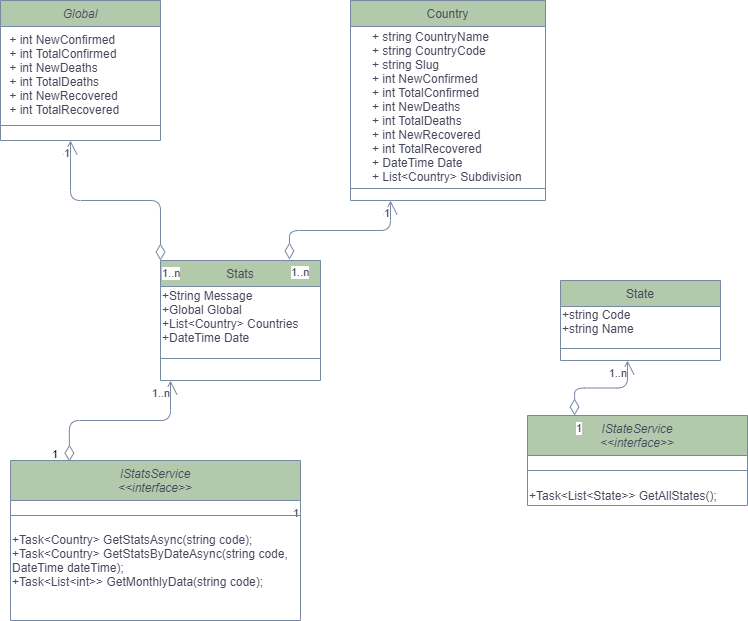 Global
+ int NewConfirmed
+ int TotalConfirmed
+ int NewDeaths
+ int TotalDeaths
+ int NewRecovered
+ int TotalRecovered
1
Country
+ string CountryName
+ string CountryCode
+ string Slug
+ int NewConfirmed
+ int TotalConfirmed
+ int NewDeaths
+ int TotalDeaths
+ int NewRecovered
+ int TotalRecovered
+ DateTime Date
+ List<Country> Subdivision
1
1..n
Stats
1..n
+String Message
+Global Global
+List<Country> Countries
+DateTime Date
1..n
State
+string Code
+string Name
1..n
1
IStateService
<<interface>>
+Task<List<State>> GetAllStates();
1
IStatsService
<<interface>>
1
+Task<Country> GetStatsAsync(string code);
+Task<Country> GetStatsByDateAsync(string code,
DateTime dateTime);
+Task<List<int>> GetMonthlyData(string code);